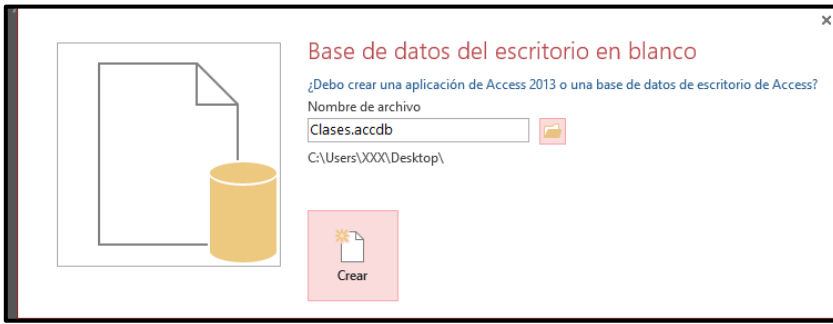 Base de datos del escritorio en blanco
¿Debo crear una aplicación de Access 2013 o una base de datos de escritorio de Access?
Nombre de archivo
Clases.accdb
C:\Users\XXX\Desktop\
Crear